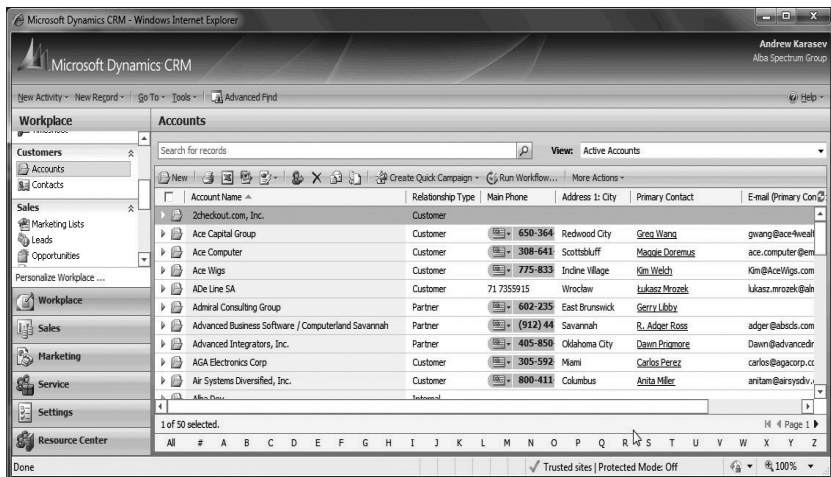 Microsoft Dynamics CRM - Windows Internet Explorer
Andrew Karasev
Alba Spectrum Group
Microsoft Dynamics CRM
New Activity New Record Go To Tools Advanced Find Help
Workplace Accounts
Customers
Accounts
Contacts
Sales
Marketing Lists
Leads
Opportunities
Personalize Workplace ...
Workplace
Sales
Marketing
Service
Settings
Resource Center
Search for records View: Active Accounts
New Create Quick Campaign Run Workflow... More Actions
Account Name Relationship Type Main Phone Address 1: City Primary Contact E-mail (Primary Con
2checkout.com, Inc. Customer
Ace Capital Group Customer 650-364 Redwood City Greg Wang gwang@ace4wealt
Ace Computer Customer 308-641 Scottsbluff Maggie Doremus ace.computer@em
Ace Wigs Customer 775-833 Incline Village Kim Welch Kim@AceWigs.com
ADe Line SA Customer 71 7355915 Wrocław Łukasz Mrozek lukasz.mrozek@aln
Admiral Consulting Group Partner 602-235 East Brunswick Gerry Libby
Advanced Business Software / Computerland Savannah Partner (912) 44 Savannah R. Adger Ross adger@abscds.com
Advanced Integrators, Inc. Partner 405-850 Oklahoma City Dawn Prigmore Dawn@advancedir
AGA Electronics Corp Customer 305-592 Miami Carlos Perez carlos@agacorp.cc
Air Systems Diversified, Inc. Customer 800-411 Columbus Anita Miller anitam@airsysdiv.
Alba Dev Internal
1 of 50 selected. Page 1
All # A B C D E F G H I J K L M N O P Q R S T U V W X Y Z
Done Trusted sites | Protected Mode: Off 100%